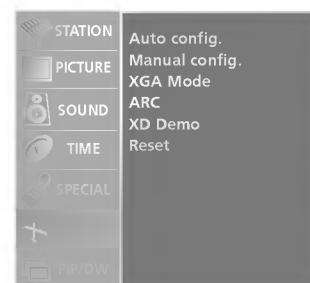 STATION
PICTURE
SOUND
TIME
SPECIAL
PIP/DW
Auto config.
Manual config.
XGA Mode
ARC
XD Demo
Reset